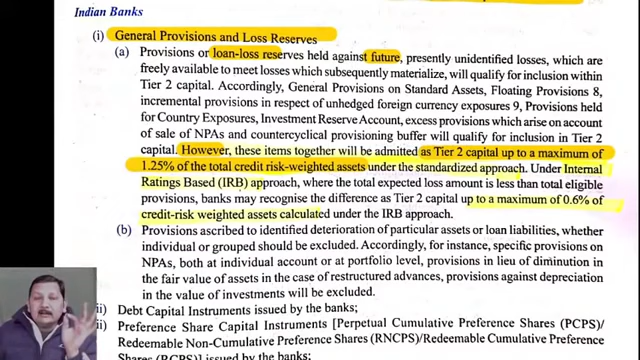 Indian Banks
(i) General Provisions and Loss Reserves
(a) Provisions or loan-loss reserves held against future, presently unidentified losses, which are
freely available to meet losses which subsequently materialize, will qualify for inclusion within
Tier 2 capital. Accordingly, General Provisions on Standard Assets, Floating Provisions 8,
incremental provisions in respect of unhedged foreign currency exposures 9, Provisions held
for Country Exposures, Investment Reserve Account, excess provisions which arise on account
of sale of NPAs and countercyclical provisioning buffer will qualify for inclusion in Tier 2
capital. However, these items together will be admitted as Tier 2 capital up to a maximum of
1.25% of the total credit risk-weighted assets under the standardized approach. Under Internal
Ratings Based (IRB) approach, where the total expected loss amount is less than total eligible
provisions, banks may recognise the difference as Tier 2 capital up to a maximum of 0.6% of
credit-risk weighted assets calculated under the IRB approach.
(b) Provisions ascribed to identified deterioration of particular assets or loan liabilities, whether
individual or grouped should be excluded. Accordingly, for instance, specific provisions on
NPAs, both at individual account or at portfolio level, provisions in lieu of diminution in
the fair value of assets in the case of restructured advances, provisions against depreciation
in the value of investments will be excluded.
ii) Debt Capital Instruments issued by the banks;
ii) Preference Share Capital Instruments [Perpetual Cumulative Preference Shares (PCPS)/
Redeemable Non-Cumulative Preference Shares (RNCPS)/Redeemable Cumulative Preference
Shares (RCPS)] issued by the banks;